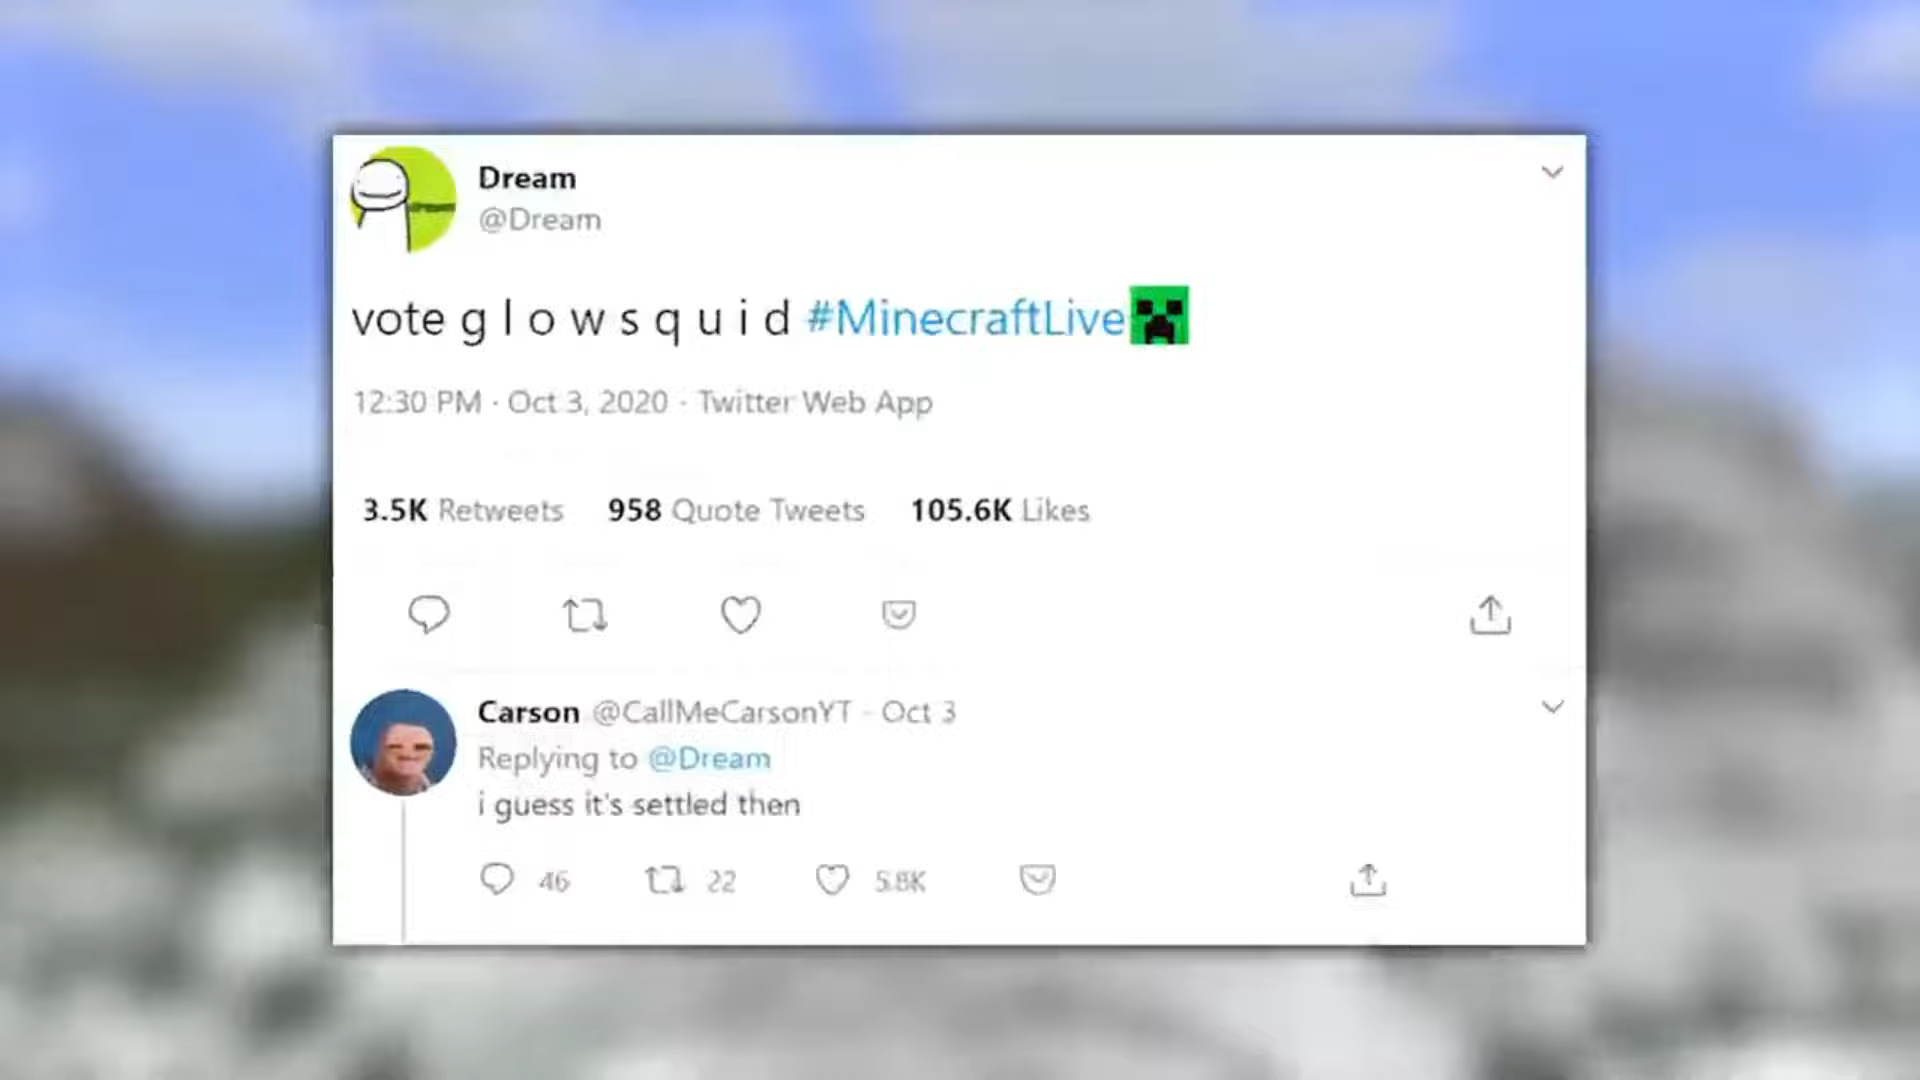 Dream
@Dream
vote g l o w s q u i d #MinecraftLive
12:30 PM · Oct 3, 2020 · Twitter Web App
3.5K Retweets 958 Quote Tweets 105.6K Likes
Carson @CallMeCarsonYT · Oct 3
Replying to @Dream
i guess it's settled then
46 22 5.8K